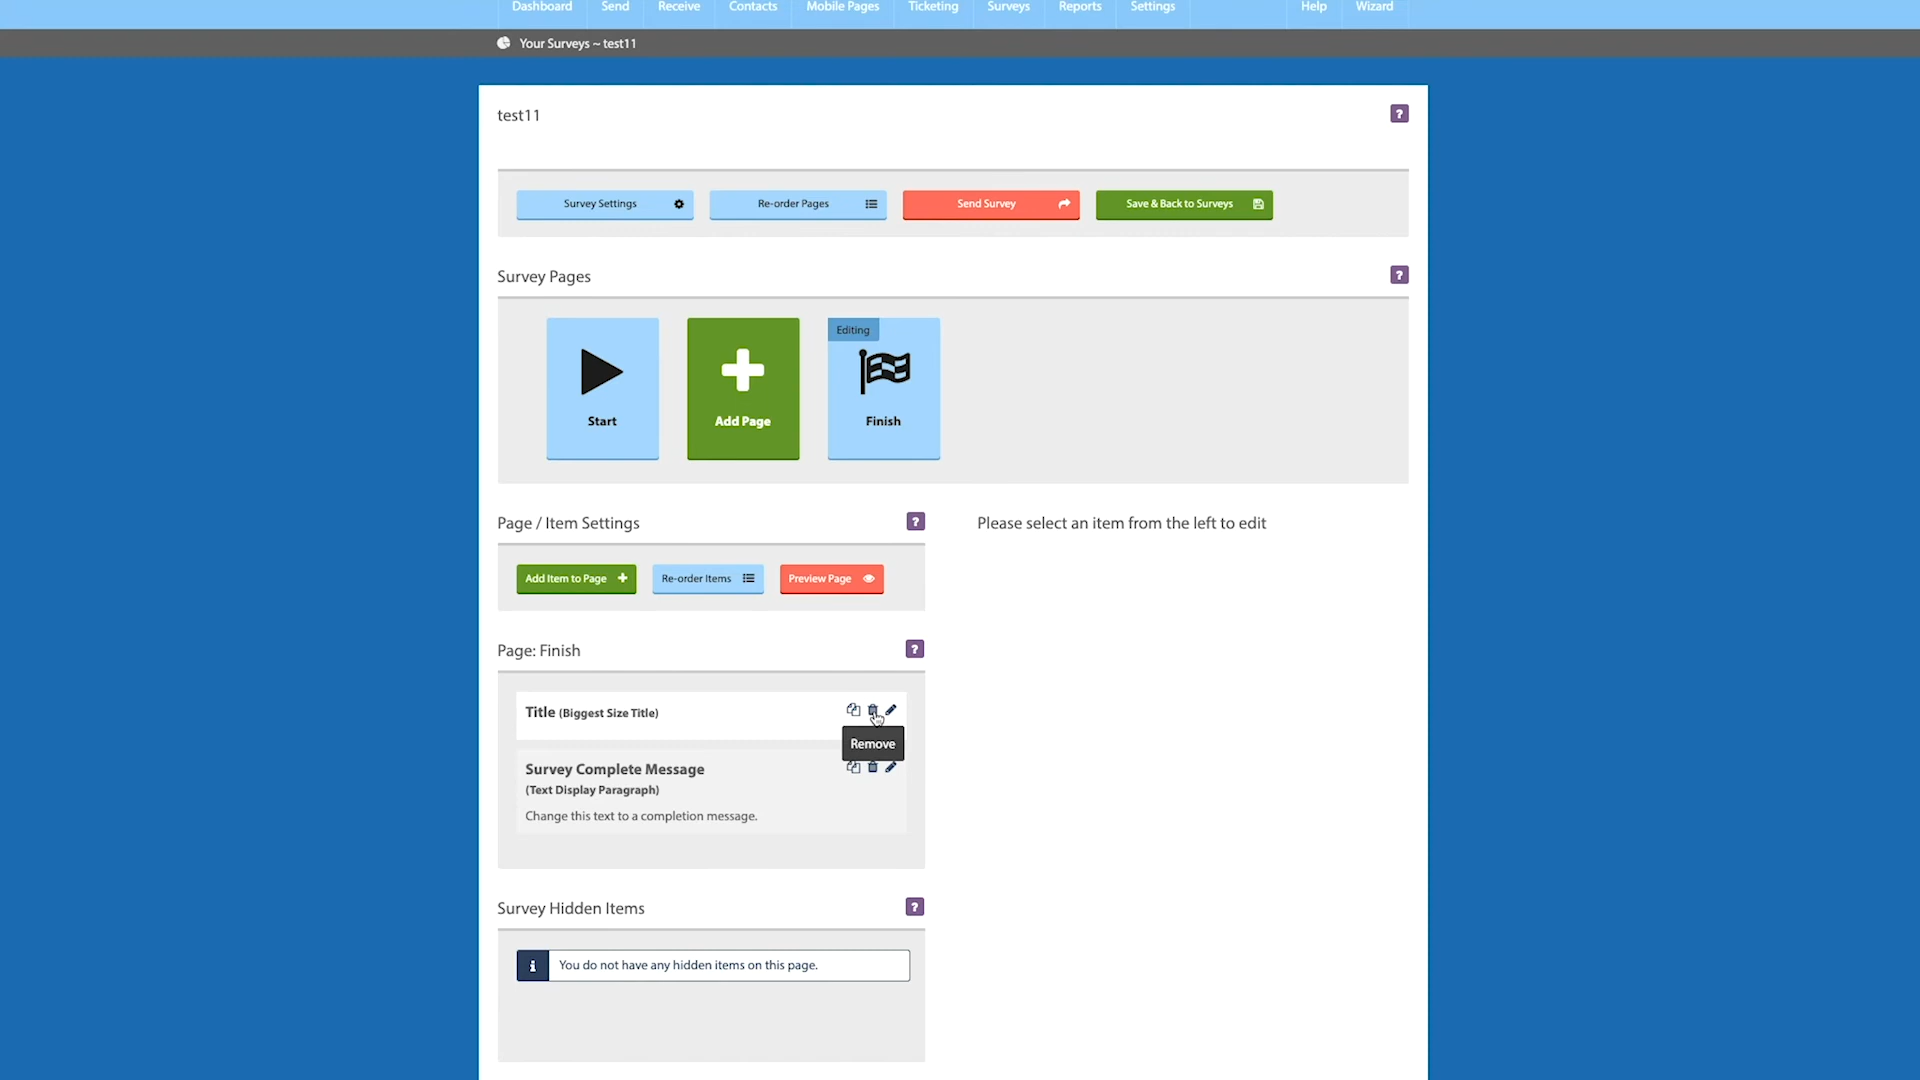 Dashboard Send Receive Contacts Mobile Pages Ticketing Surveys Reports Settings Help Wizard
Your Surveys ~ test11
test11 ?
Survey Settings Re-order Pages Send Survey Save & Back to Surveys
Survey Pages ?
Editing
Start Add Page Finish
Page / Item Settings ?
Please select an item from the left to edit
Add Item to Page Re-order Items Preview Page
Page: Finish ?
Title (Biggest Size Title)
Remove
Survey Complete Message
(Text Display Paragraph)
Change this text to a completion message.
Survey Hidden Items ?
i You do not have any hidden items on this page.